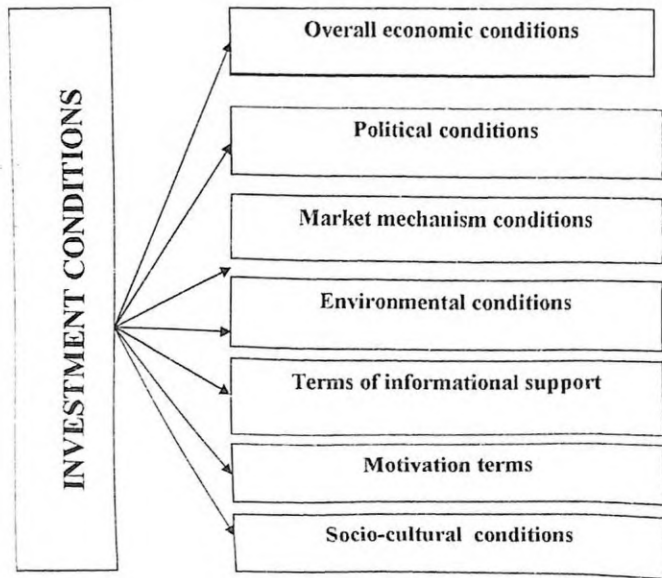 INVESTMENT CONDITIONS
Overall economic conditions
Political conditions
Market mechanism conditions
Environmental conditions
Terms of informational support
Motivation terms
Socio-cultural conditions